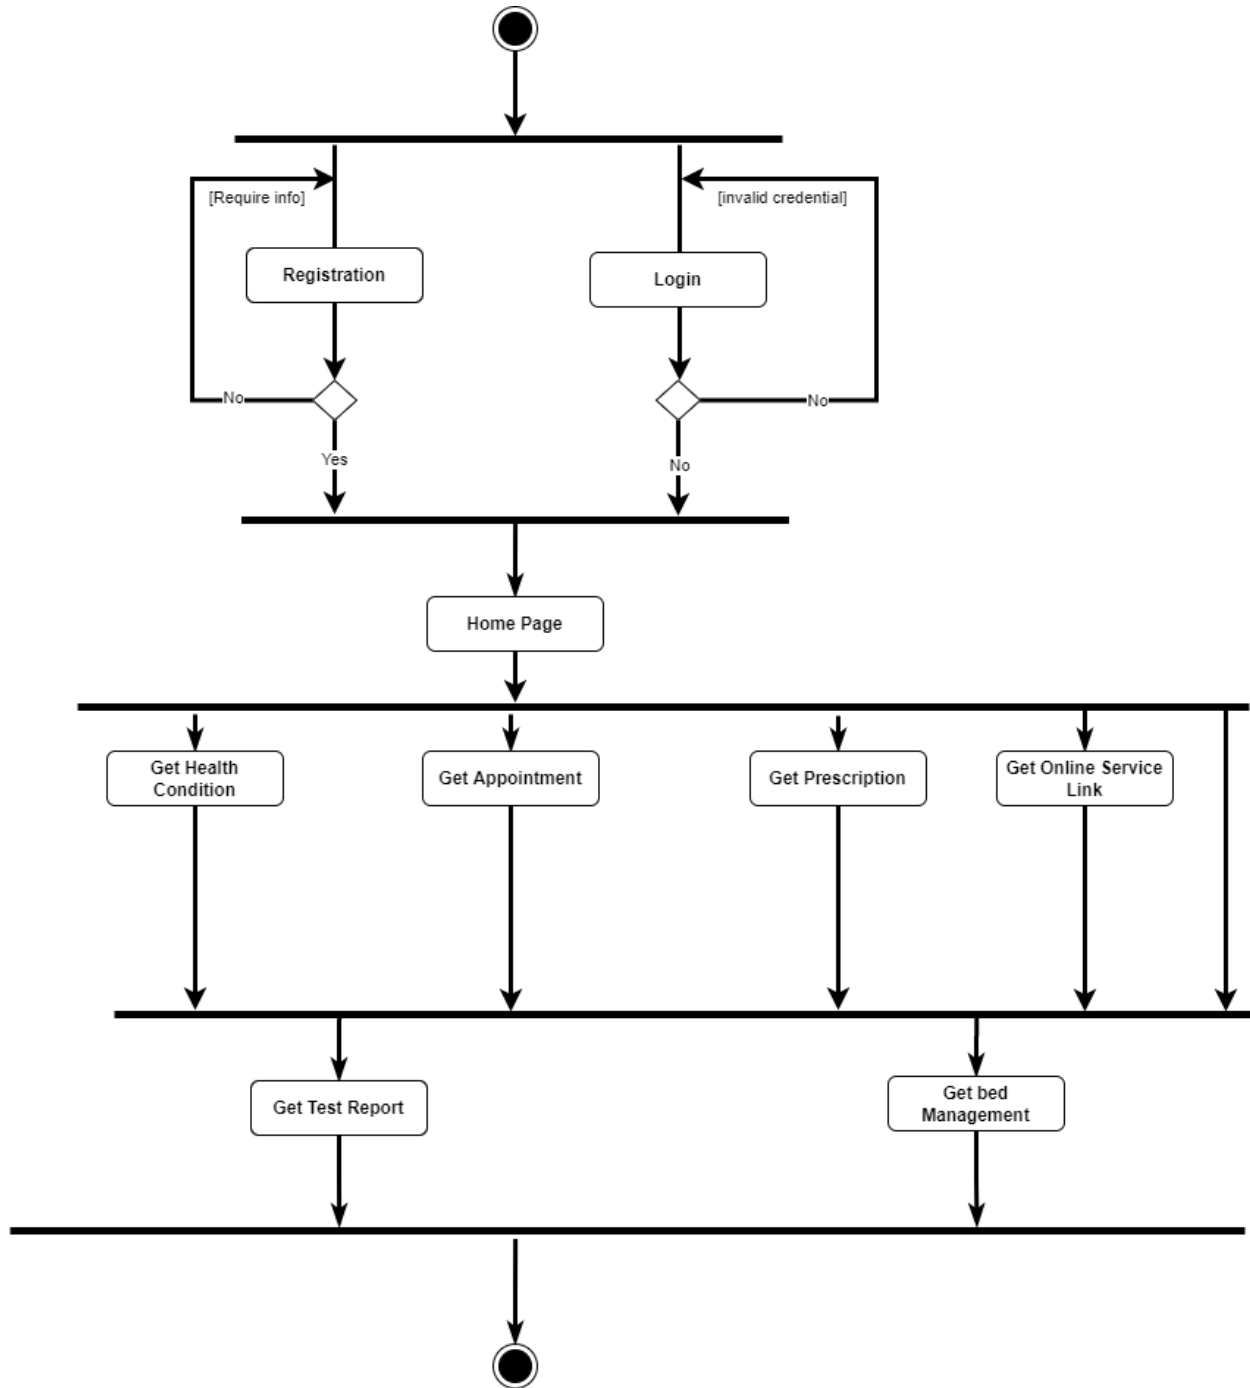 [Require info]
[invalid credential]
Registration
Login
No
No
Yes
No
Home Page
Get Health
Condition
Get Appointment
Get Prescription
Get Online Service
Link
Get Test Report
Get bed
Management